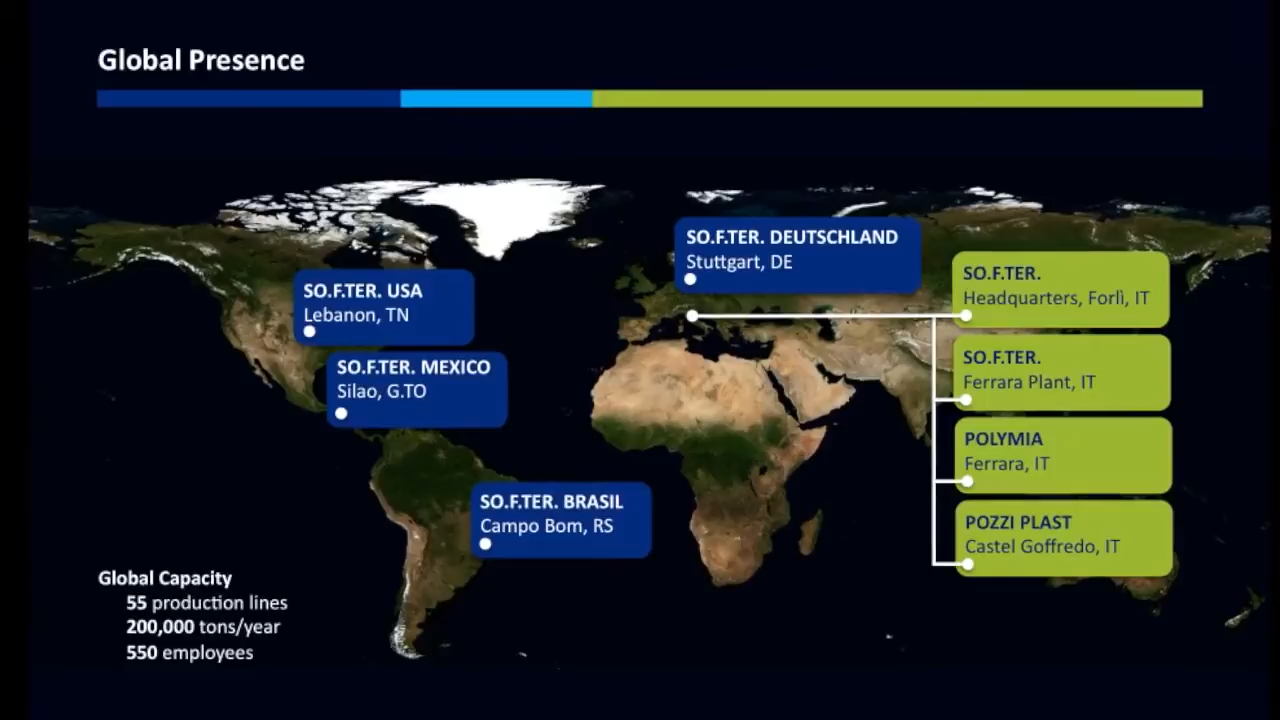 Global Presence
SO.F.TER. DEUTSCHLAND
Stuttgart, DE
SO.F.TER.
Headquarters, Forlì, IT
SO.F.TER. USA
Lebanon, TN
SO.F.TER.
Ferrara Plant, IT
SO.F.TER. MEXICO
Silao, G.TO
POLYMIA
Ferrara, IT
SO.F.TER. BRASIL
Campo Bom, RS
POZZI PLAST
Castel Goffredo, IT
Global Capacity
55 production lines
200,000 tons/year
550 employees